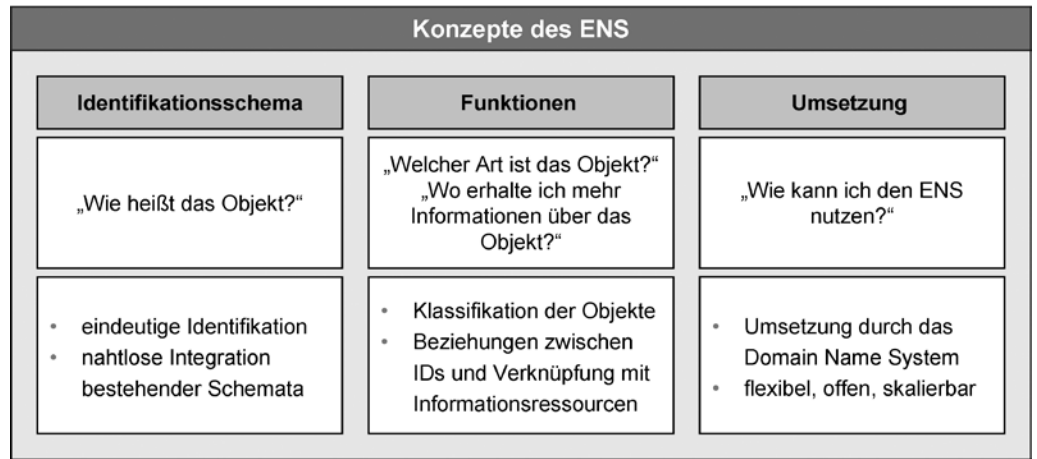 Konzepte des ENS
Identifikationsschema
„Wie heißt das Objekt?“
• eindeutige Identifikation
• nahtlose Integration
bestehender Schemata
Funktionen
„Welcher Art ist das Objekt?“
„Wo erhalte ich mehr
Informationen über das
Objekt?“
• Klassifikation der Objekte
• Beziehungen zwischen
IDs und Verknüpfung mit
Informationsressourcen
Umsetzung
„Wie kann ich den ENS
nutzen?“
• Umsetzung durch das
Domain Name System
• flexibel, offen, skalierbar